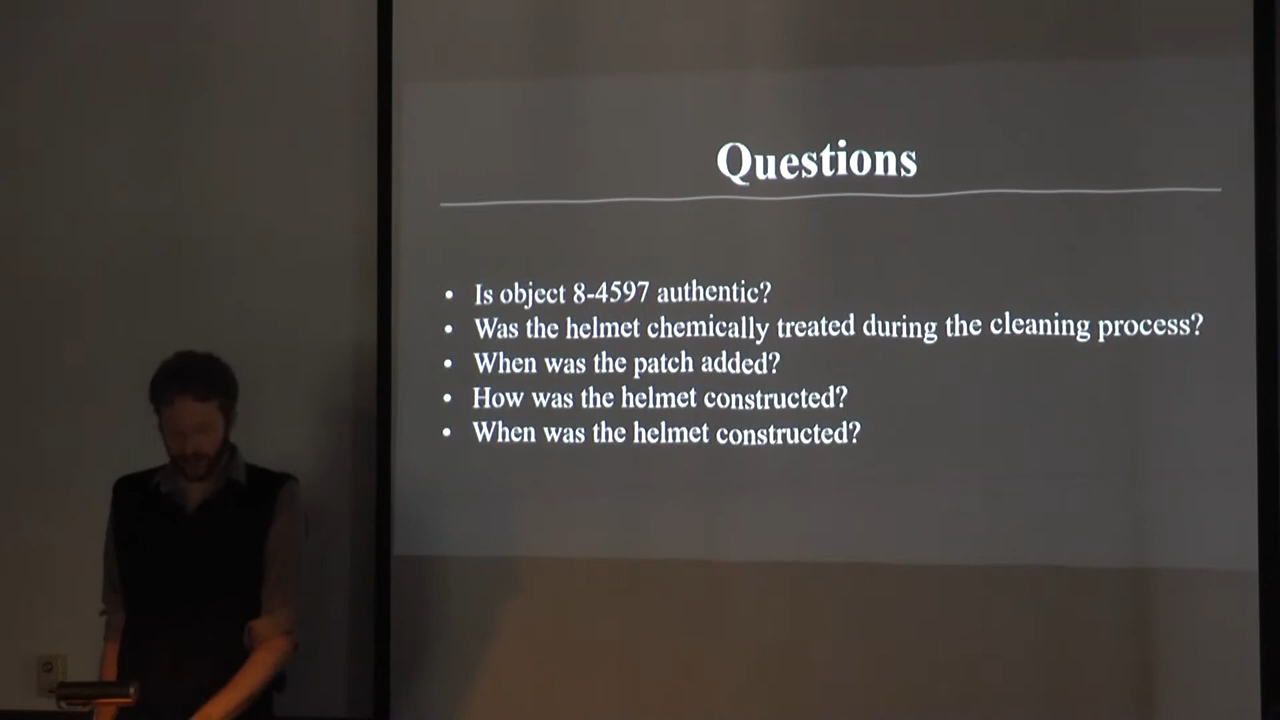 Questions
• Is object 8-4597 authentic?
• Was the helmet chemically treated during the cleaning process?
• When was the patch added?
• How was the helmet constructed?
• When was the helmet constructed?